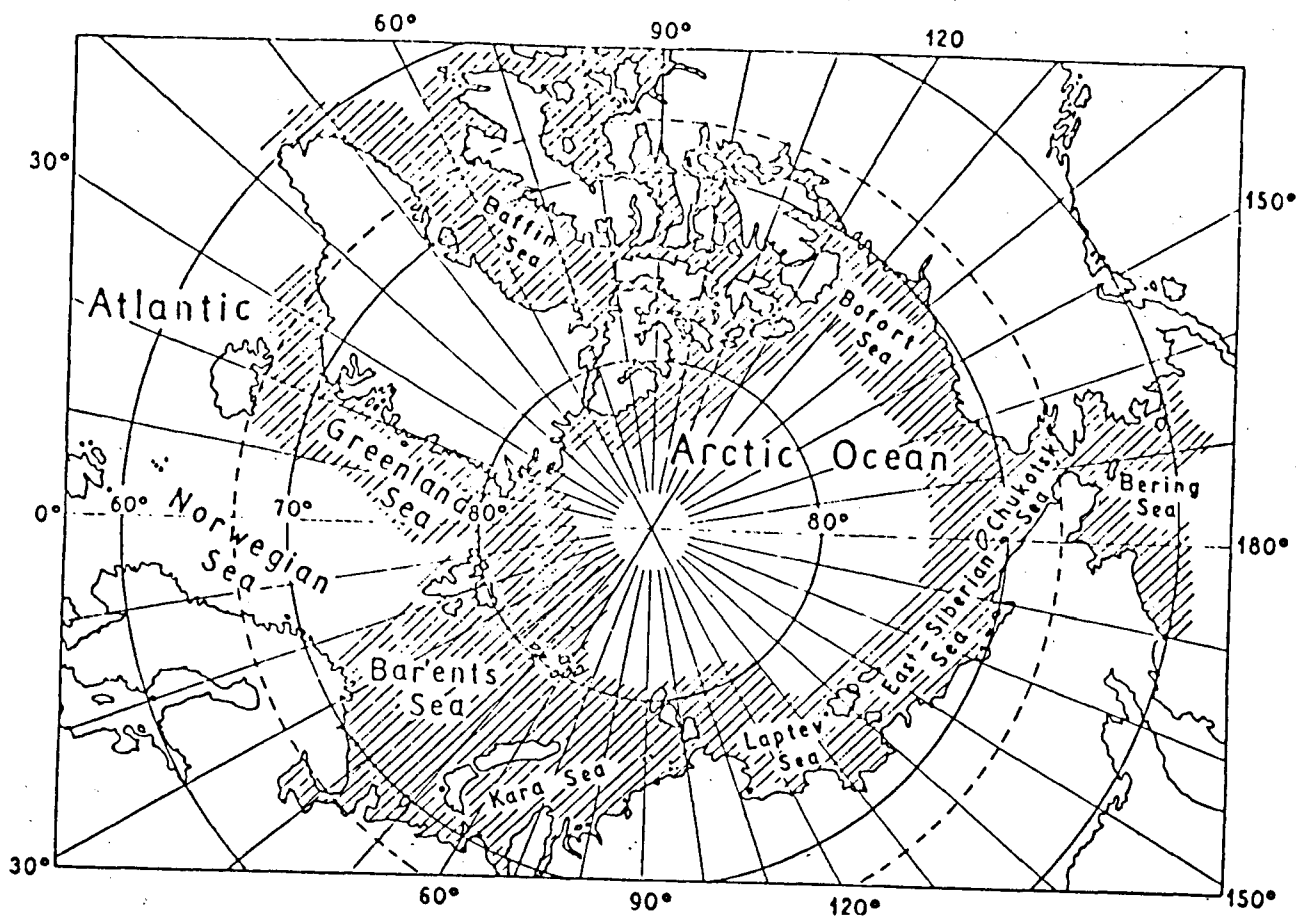 60°
90°
120
30°
150°
Baffin
Sea
Atlantic
Bofort
Sea
Greenland
Sea
Arctic Ocean
Chukotsk
Sea
Bering
Sea
0°
60°
Norwegian
Sea
70°
80°
80°
180°
East-Siberian
Sea
Bar'ents
Sea
Laptev
Sea
Kara Sea
30°
60°
90°
120°
150°